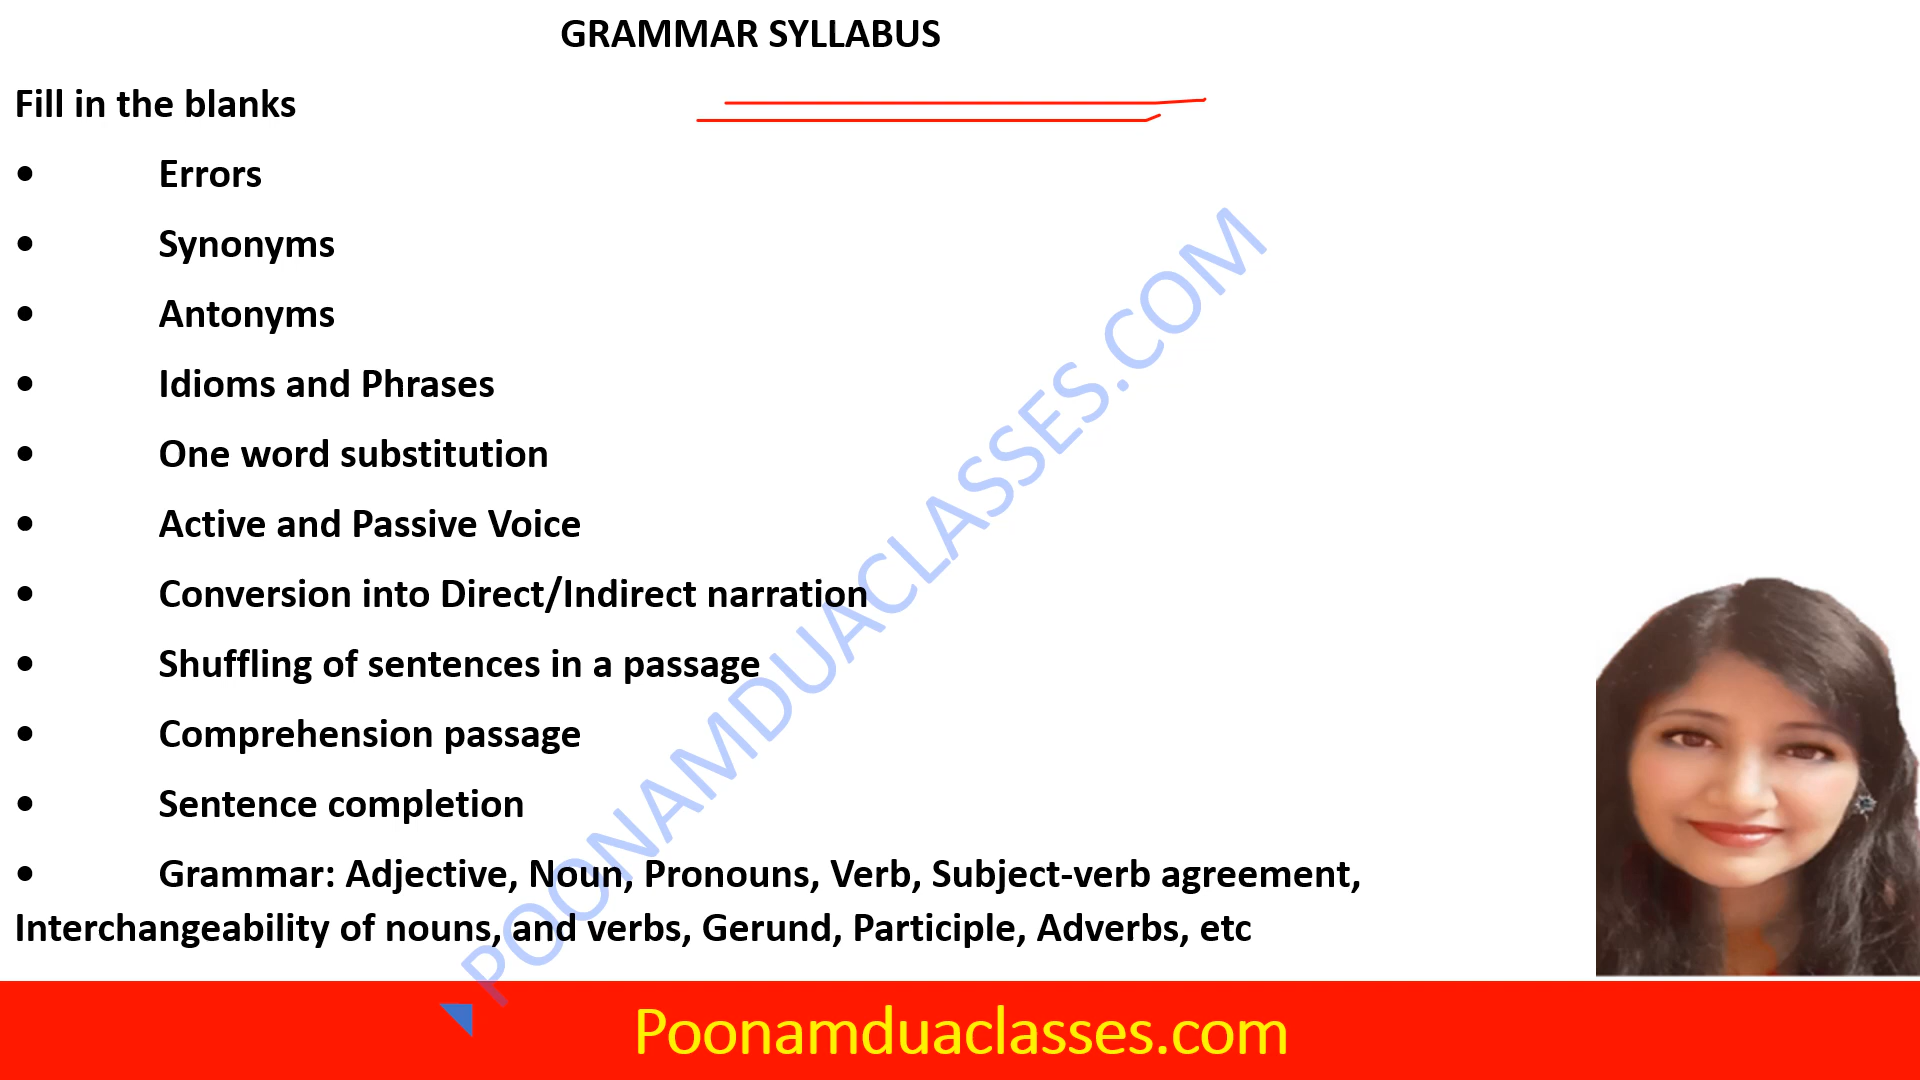 GRAMMAR SYLLABUS
Fill in the blanks
• Errors
• Synonyms
• Antonyms
• Idioms and Phrases
• One word substitution
• Active and Passive Voice
• Conversion into Direct/Indirect narration
• Shuffling of sentences in a passage
• Comprehension passage
• Sentence completion
• Grammar: Adjective, Noun, Pronouns, Verb, Subject-verb agreement,
Interchangeability of nouns, and verbs, Gerund, Participle, Adverbs, etc
POONAMDUACLASSES.COM
Poonamduaclasses.com